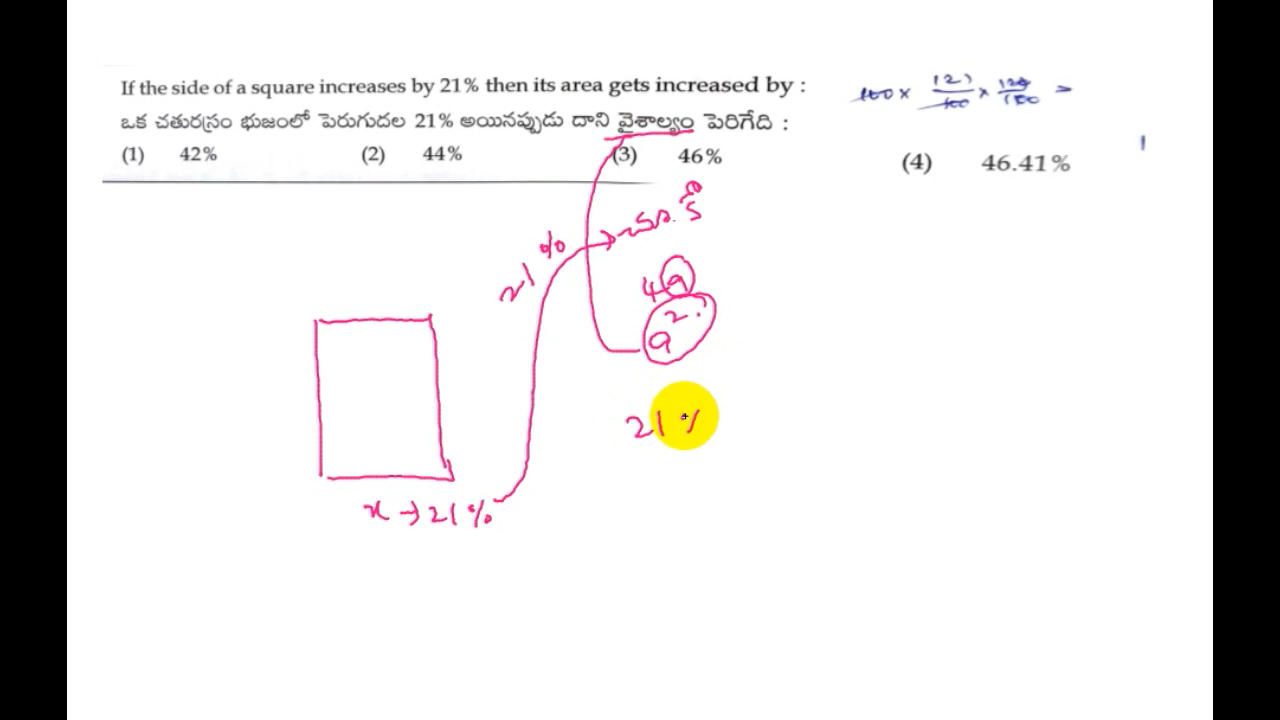 If the side of a square increases by 21% then its area gets increased by :
ఒక చతురస్రం భుజంలో పెరుగుదల 21% అయినప్పుడు దాని వైశాల్యం పెరిగేది :
(1) 42% (2) 44% (3) 46% (4) 46.41%
100 × 121/100 × 121/100 =
21%
4a
a²
21%
x → 21%